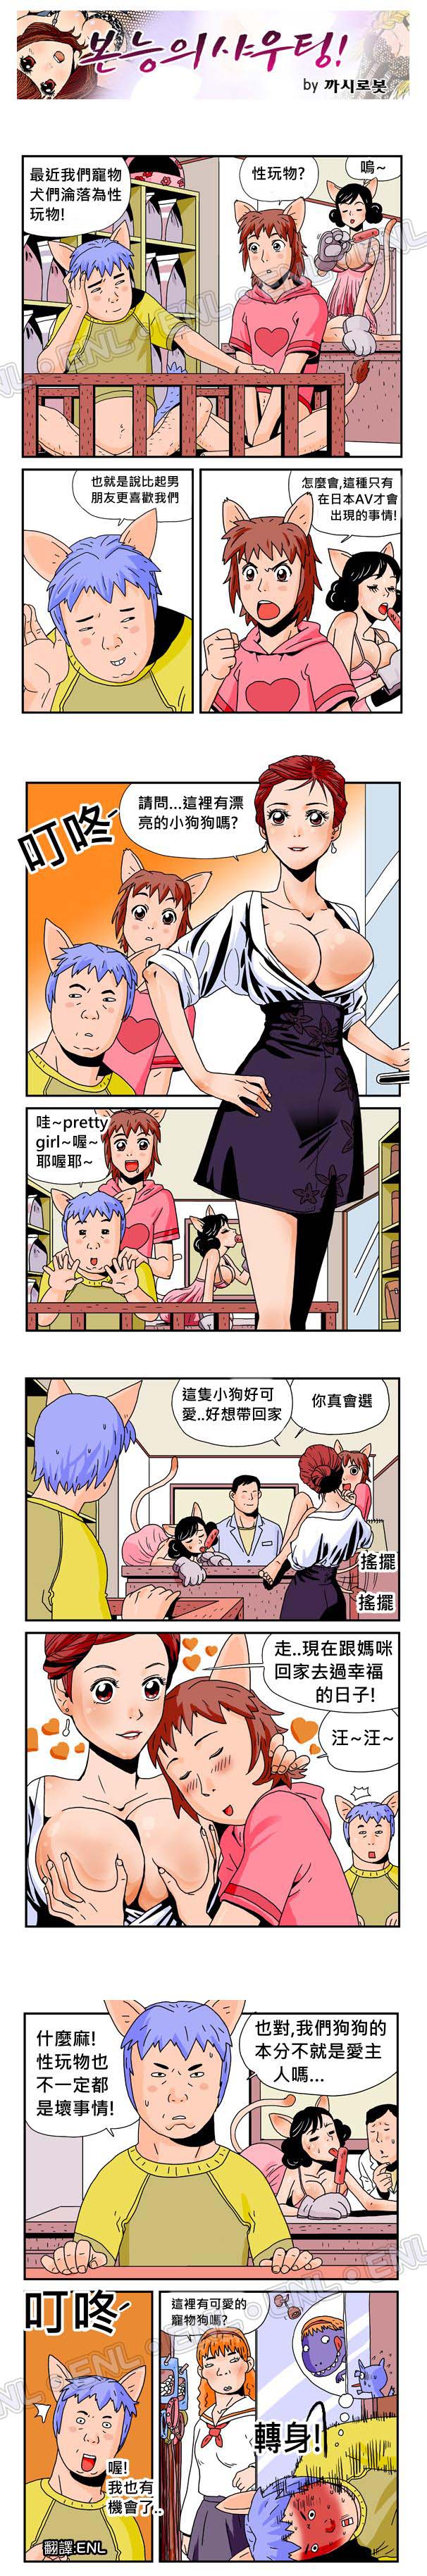 본능의샤우팅!
by 까시로봇
最近我們寵物
犬們淪落為性
玩物!
性玩物?
嗚~
也就是說比起男
朋友更喜歡我們
怎麼會,這種只有
在日本AV才會
出現的事情!
叮咚
請問...這裡有漂
亮的小狗狗嗎?
哇~pretty
girl~喔~
耶喔耶~
這隻小狗好可
愛..好想帶回家
你真會選
搖擺
搖擺
走..現在跟媽咪
回家去過幸福
的日子!
汪~汪~
什麼麻!
性玩物也
不一定都
是壞事情!
也對,我們狗狗的
本分不就是愛主
人嗎...
叮咚
喔!
我也有
機會了..
翻譯:ENL
這裡有可愛的
寵物狗嗎?
轉身!
ENL